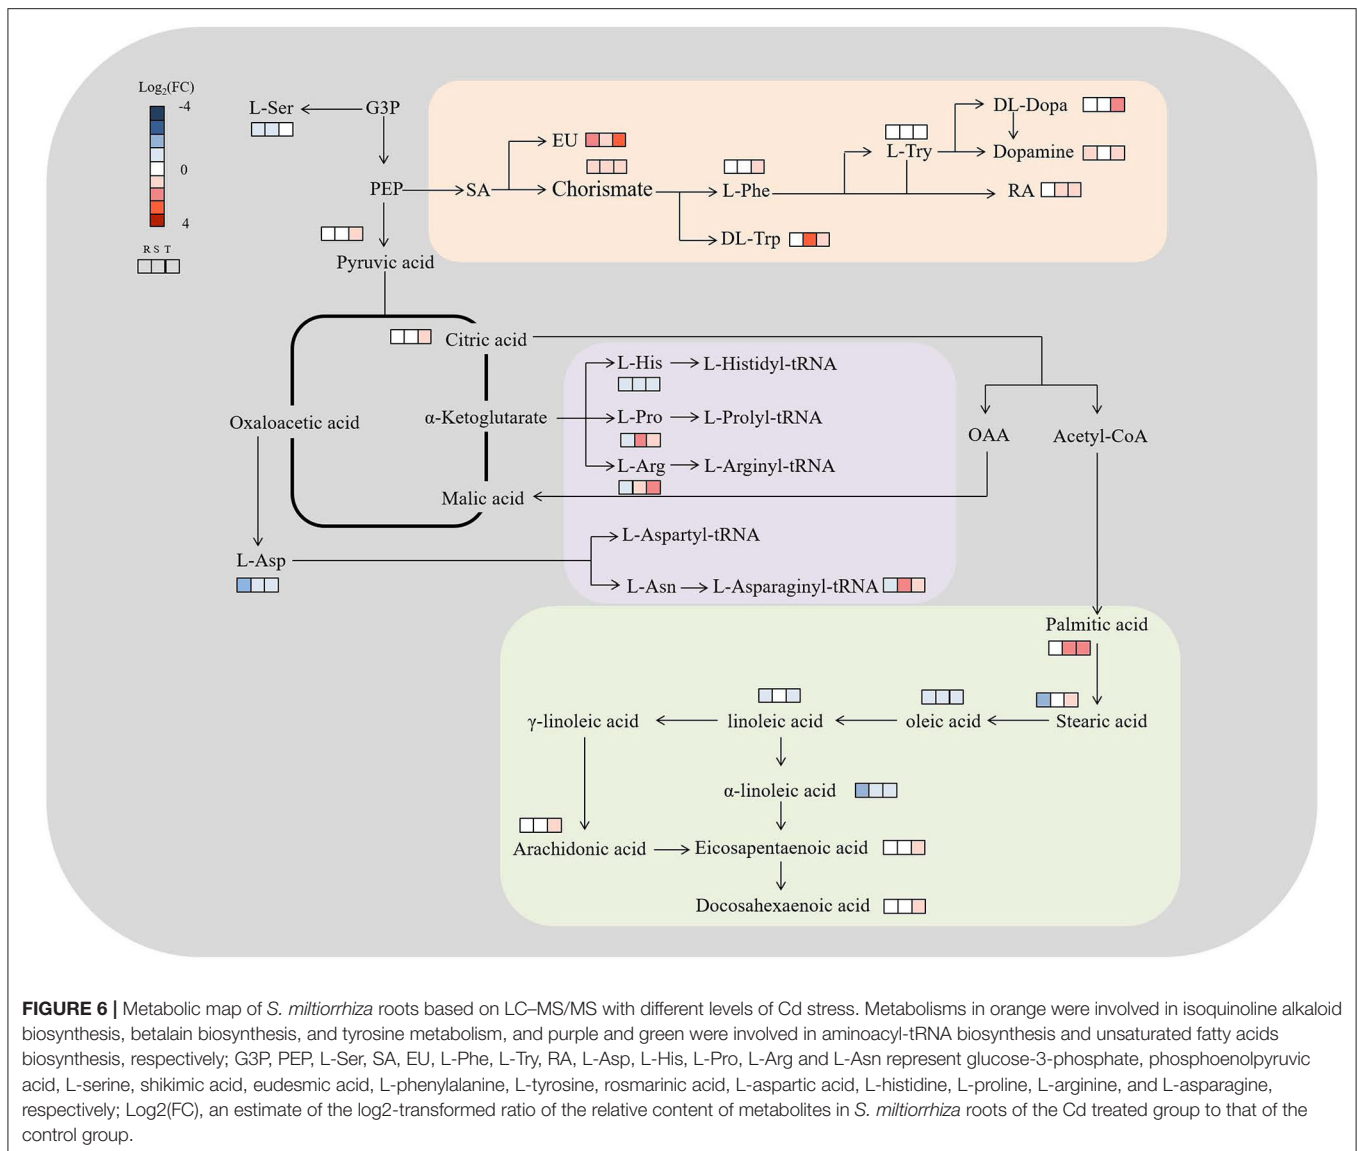 Log2(FC)
-4
0
4
R S T
L-Ser
G3P
PEP
SA
EU
Chorismate
L-Phe
DL-Trp
L-Try
DL-Dopa
Dopamine
RA
Pyruvic acid
Citric acid
Oxaloacetic acid
α-Ketoglutarate
Malic acid
L-His
L-Histidyl-tRNA
L-Pro
L-Prolyl-tRNA
L-Arg
L-Arginyl-tRNA
OAA
Acetyl-CoA
L-Asp
L-Aspartyl-tRNA
L-Asn
L-Asparaginyl-tRNA
Palmitic acid
Stearic acid
oleic acid
linoleic acid
γ-linoleic acid
α-linoleic acid
Arachidonic acid
Eicosapentaenoic acid
Docosahexaenoic acid
FIGURE 6 | Metabolic map of S. miltiorrhiza roots based on LC–MS/MS with different levels of Cd stress. Metabolisms in orange were involved in isoquinoline alkaloid
biosynthesis, betalain biosynthesis, and tyrosine metabolism, and purple and green were involved in aminoacyl-tRNA biosynthesis and unsaturated fatty acids
biosynthesis, respectively; G3P, PEP, L-Ser, SA, EU, L-Phe, L-Try, RA, L-Asp, L-His, L-Pro, L-Arg and L-Asn represent glucose-3-phosphate, phosphoenolpyruvic
acid, L-serine, shikimic acid, eudesmic acid, L-phenylalanine, L-tyrosine, rosmarinic acid, L-aspartic acid, L-histidine, L-proline, L-arginine, and L-asparagine,
respectively; Log2(FC), an estimate of the log2-transformed ratio of the relative content of metabolites in S. miltiorrhiza roots of the Cd treated group to that of the
control group.